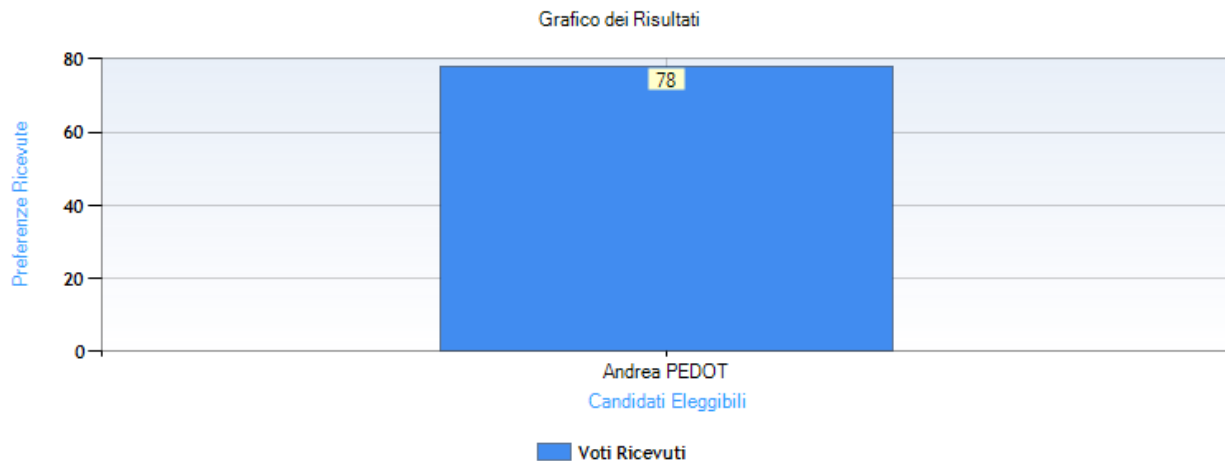 Grafico dei Risultati
Preferenze Ricevute
80
60
40
20
0
78
Andrea PEDOT
Candidati Eleggibili
Voti Ricevuti